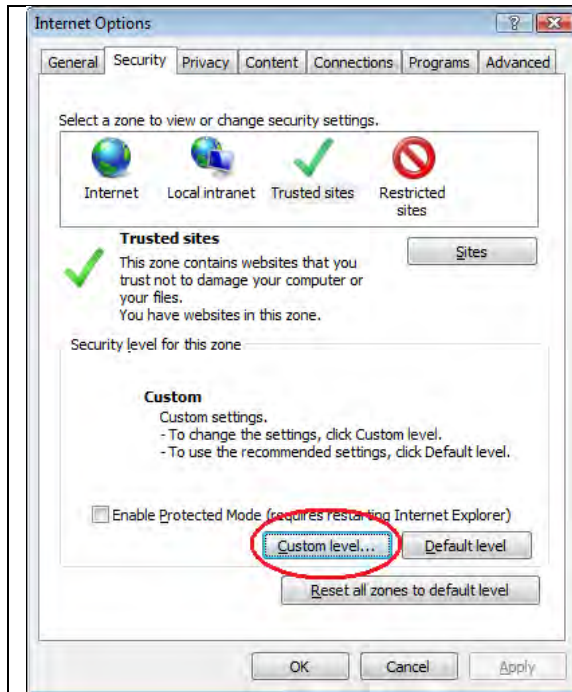 Internet Options
General Security Privacy Content Connections Programs Advanced
Select a zone to view or change security settings.
Internet Local intranet Trusted sites Restricted sites
Trusted sites
Sites
This zone contains websites that you
trust not to damage your computer or
your files.
You have websites in this zone.
Security level for this zone
Custom
Custom settings.
- To change the settings, click Custom level.
- To use the recommended settings, click Default level.
Enable Protected Mode (requires restarting Internet Explorer)
Custom level... Default level
Reset all zones to default level
OK Cancel Apply